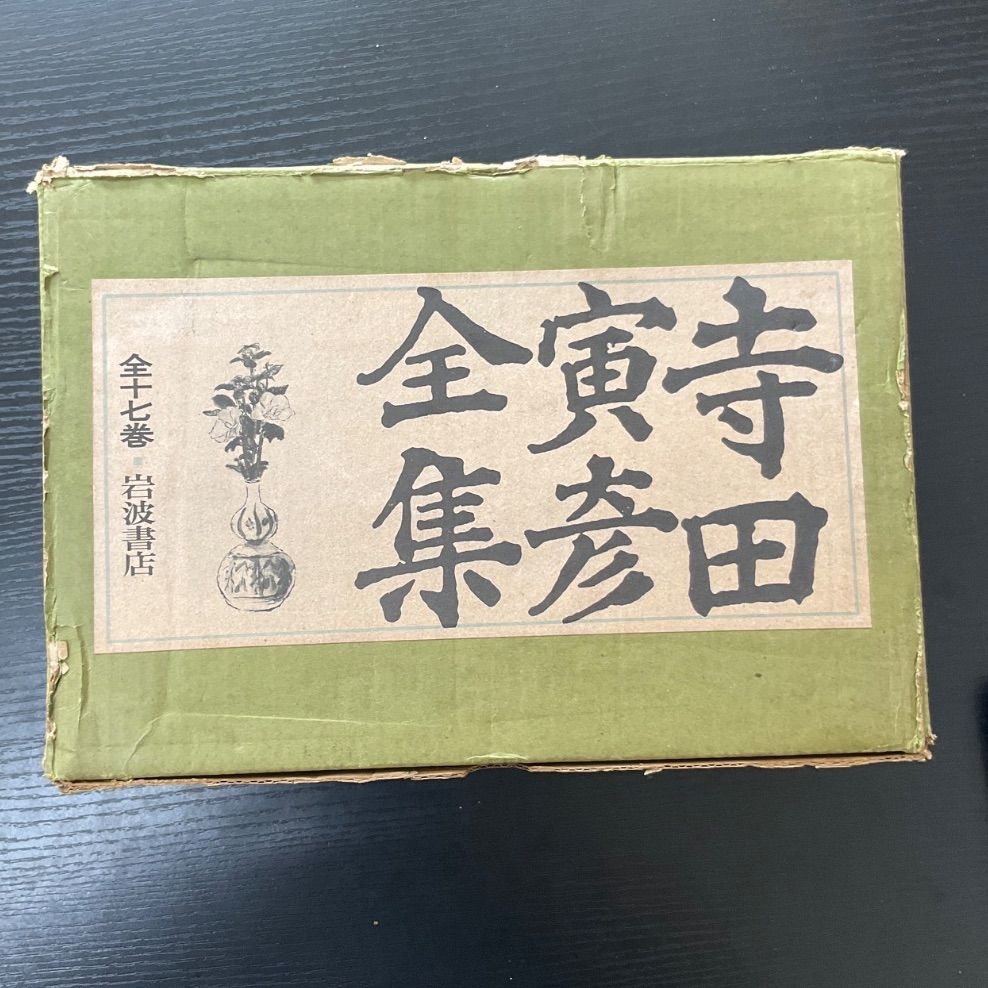 寺田
寅彦
全集
全十七巻 ■ 岩波書店